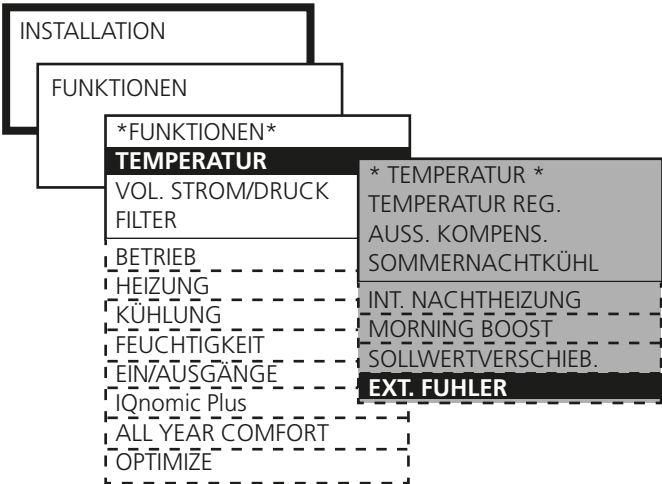 INSTALLATION
FUNKTIONEN
*FUNKTIONEN*
TEMPERATUR
VOL. STROM/DRUCK
FILTER
BETRIEB
HEIZUNG
KÜHLUNG
FEUCHTIGKEIT
EIN/AUSGÄNGE
IQnomic Plus
ALL YEAR COMFORT
OPTIMIZE
* TEMPERATUR *
TEMPERATUR REG.
AUSS. KOMPENS.
SOMMERNACHTKÜHL
INT. NACHTHEIZUNG
MORNING BOOST
SOLLWERTVERSCHIEB.
EXT. FUHLER